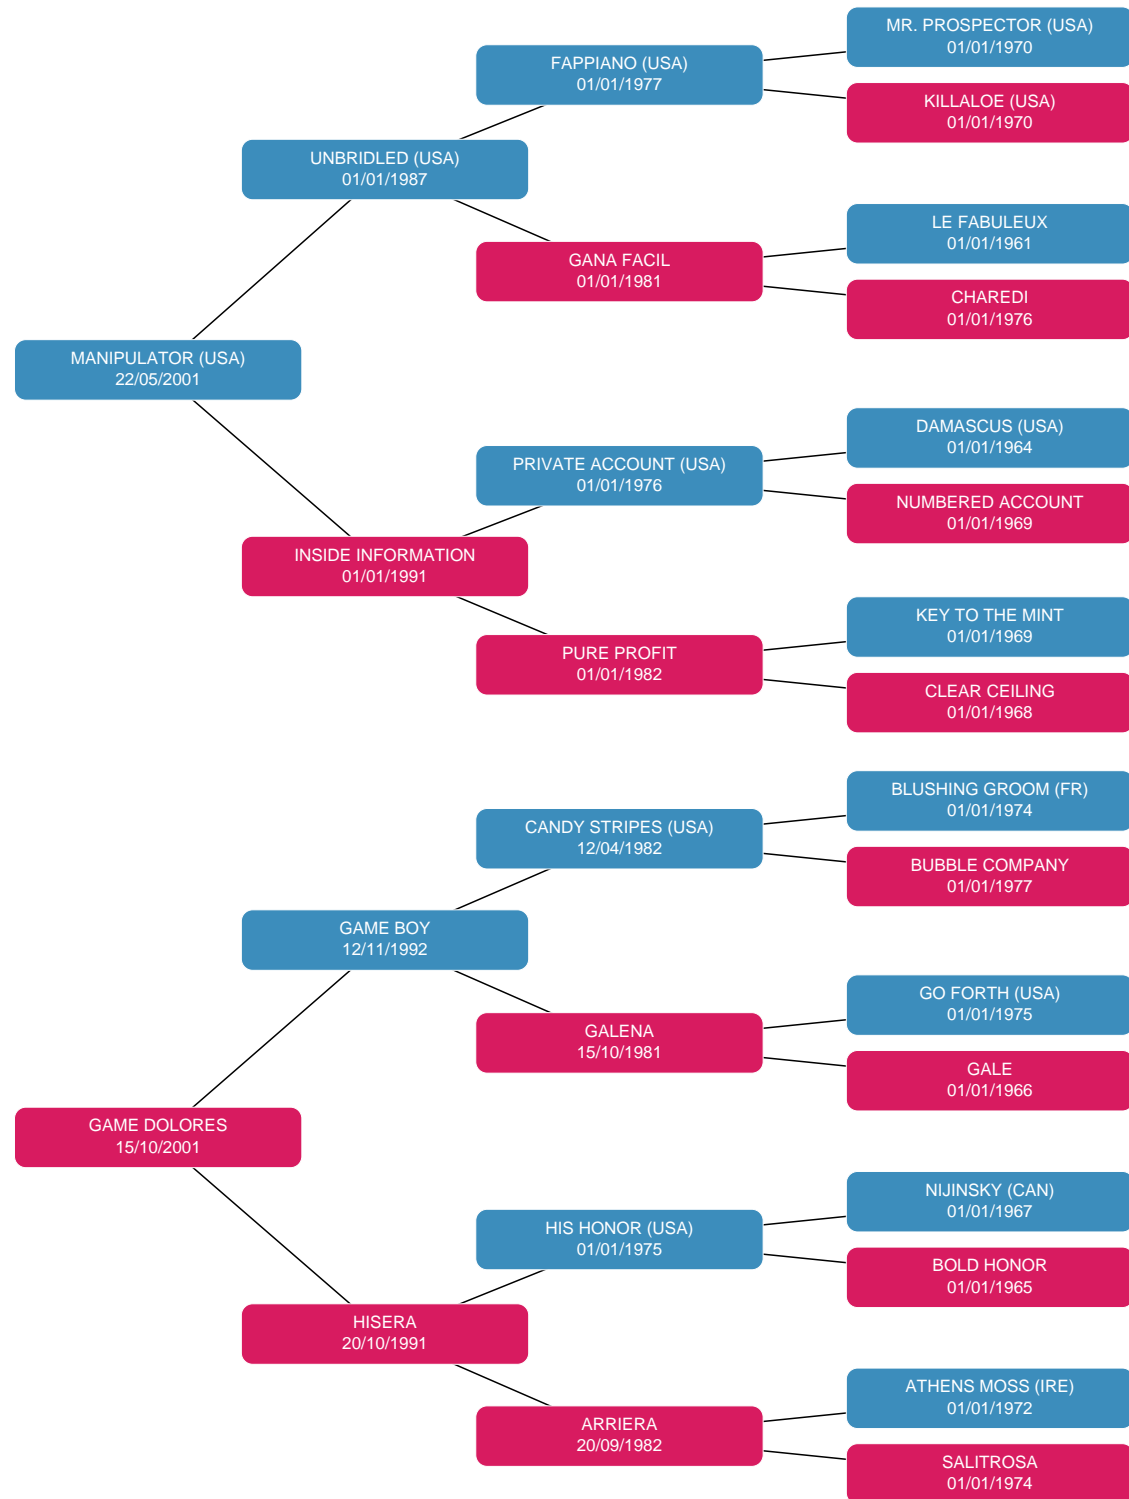 MR. PROSPECTOR (USA)
01/01/1970
FAPPIANO (USA)
01/01/1977
KILLALOE (USA)
01/01/1970
UNBRIDLED (USA)
01/01/1987
LE FABULEUX
01/01/1961
GANA FACIL
01/01/1981
CHAREDI
01/01/1976
MANIPULATOR (USA)
22/05/2001
DAMASCUS (USA)
01/01/1964
PRIVATE ACCOUNT (USA)
01/01/1976
NUMBERED ACCOUNT
01/01/1969
INSIDE INFORMATION
01/01/1991
KEY TO THE MINT
01/01/1969
PURE PROFIT
01/01/1982
CLEAR CEILING
01/01/1968
BLUSHING GROOM (FR)
01/01/1974
CANDY STRIPES (USA)
12/04/1982
BUBBLE COMPANY
01/01/1977
GAME BOY
12/11/1992
GO FORTH (USA)
01/01/1975
GALENA
15/10/1981
GALE
01/01/1966
GAME DOLORES
15/10/2001
NIJINSKY (CAN)
01/01/1967
HIS HONOR (USA)
01/01/1975
BOLD HONOR
01/01/1965
HISERA
20/10/1991
ATHENS MOSS (IRE)
01/01/1972
ARRIERA
20/09/1982
SALITROSA
01/01/1974